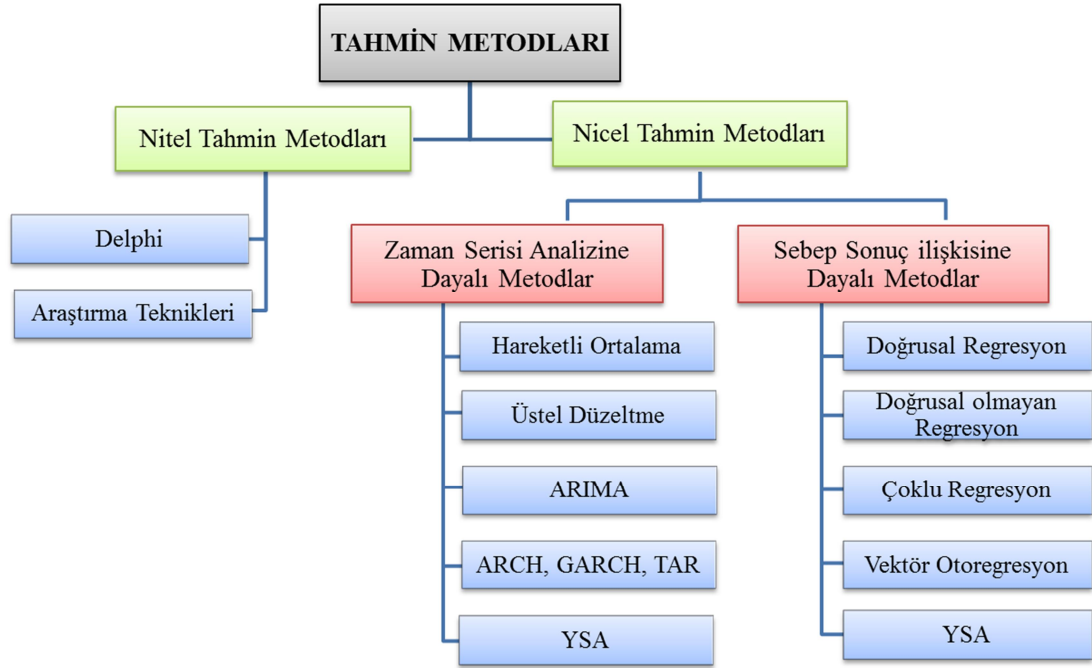 TAHMİN METODLARI
Nitel Tahmin Metodları
Nicel Tahmin Metodları
Delphi
Araştırma Teknikleri
Zaman Serisi Analizine
Dayalı Metodlar
Sebep Sonuç ilişkisine
Dayalı Metodlar
Hareketli Ortalama
Üstel Düzeltme
ARIMA
ARCH, GARCH, TAR
YSA
Doğrusal Regresyon
Doğrusal olmayan
Regresyon
Çoklu Regresyon
Vektör Otoregresyon
YSA